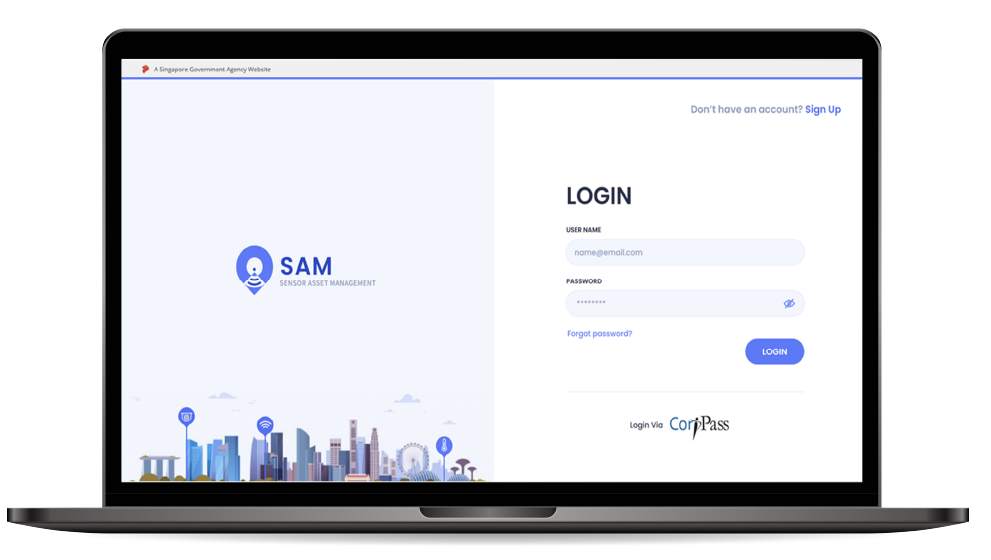 A Singapore Government Agency Website
Don't have an account? Sign Up
SAM
SENSOR ASSET MANAGEMENT
LOGIN
USER NAME
name@email.com
PASSWORD
********
Forgot password?
LOGIN
Login Via CorpPass